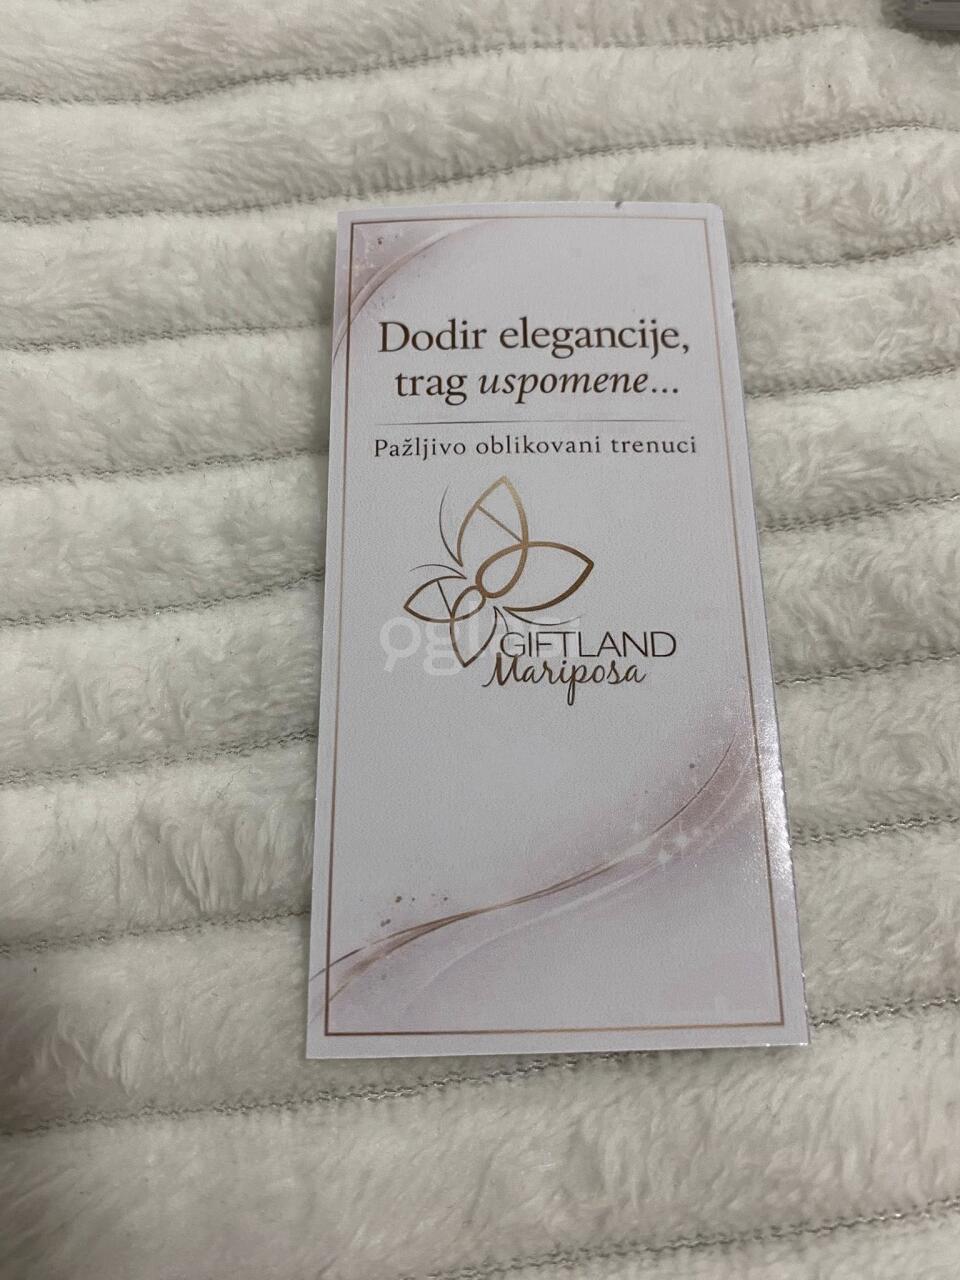 Dodir elegancije,
trag uspomene...
Pažljivo oblikovani trenuci
GIFTLAND
Mariposa